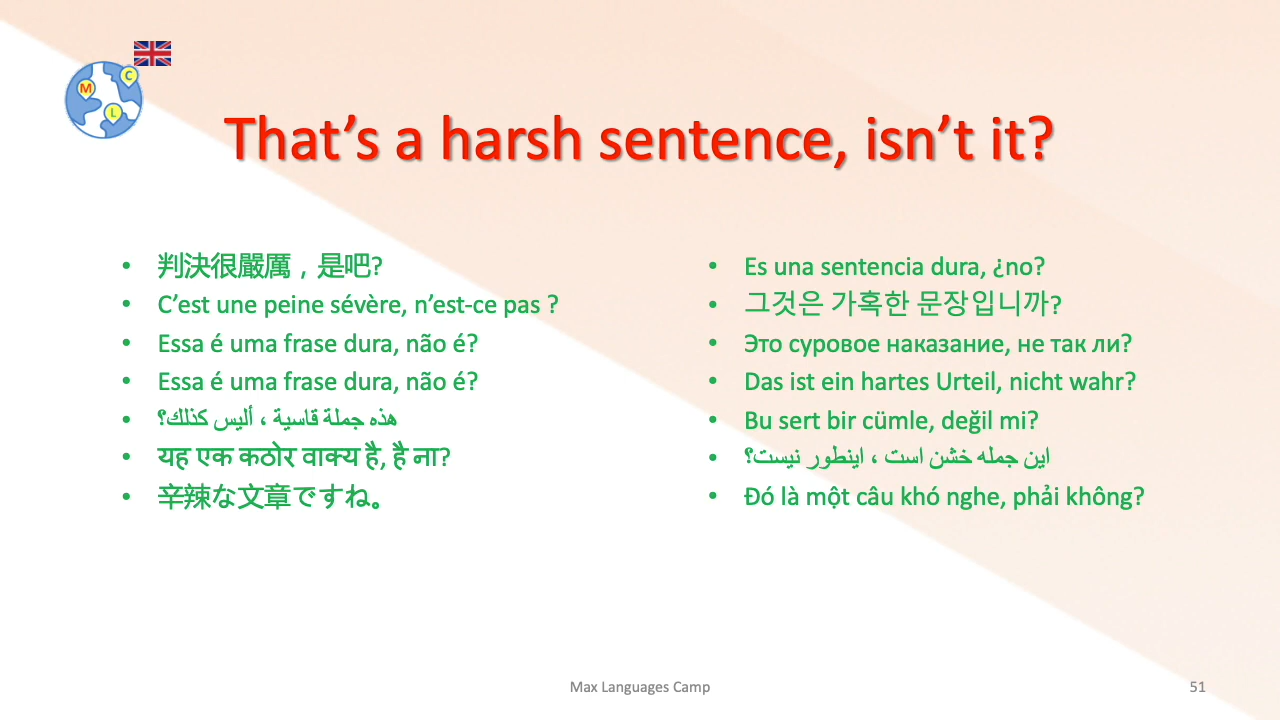 M
C
L
That’s a harsh sentence, isn’t it?
• 判決很嚴厲，是吧?
• C’est une peine sévère, n’est-ce pas ?
• Essa é uma frase dura, não é?
• Essa é uma frase dura, não é?
• هذه جملة قاسية ، أليس كذلك؟
• यह एक कठोर वाक्य है, है ना?
• 辛辣な文章ですね。
• Es una sentencia dura, ¿no?
• 그것은 가혹한 문장입니까?
• Это суровое наказание, не так ли?
• Das ist ein hartes Urteil, nicht wahr?
• Bu sert bir cümle, değil mi?
• این جمله خشن است ، اینطور نیست؟
• Đó là một câu khó nghe, phải không?
Max Languages Camp
51